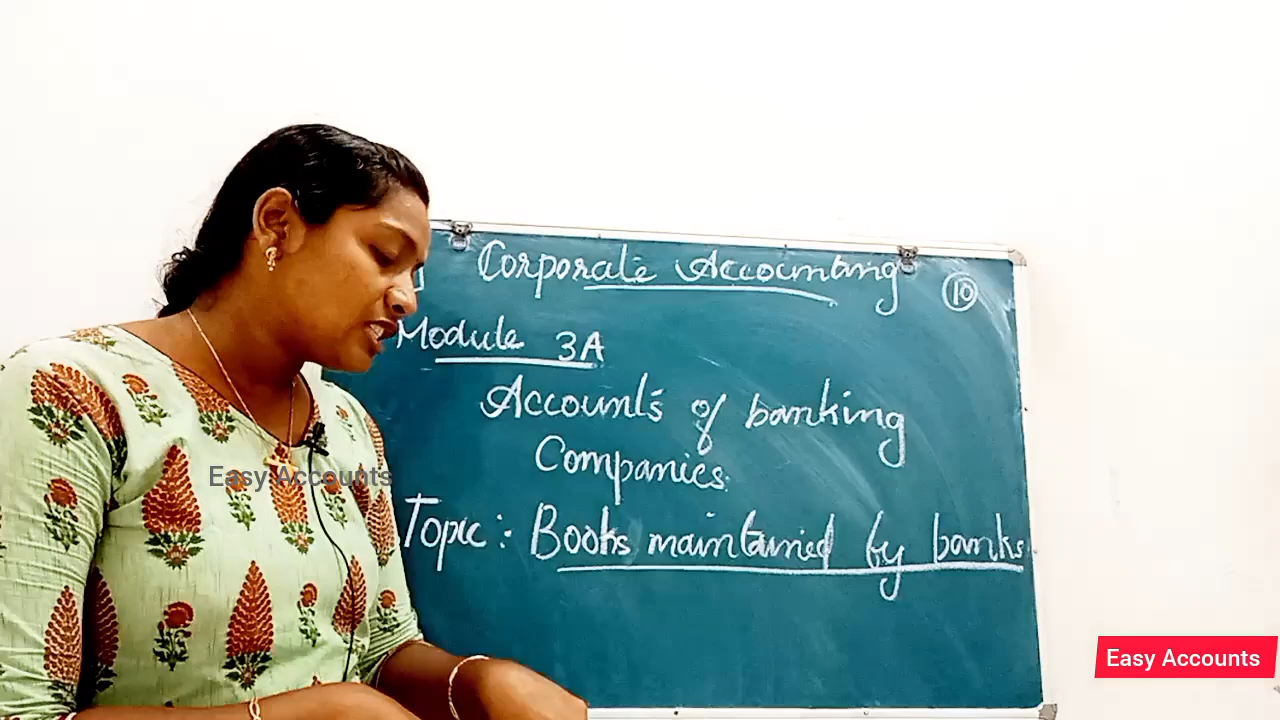 Corporate Accounting
10
Module 3A
Accounts of banking
Companies.
Topic: Books maintained by banks
Easy Accounts
Easy Accounts